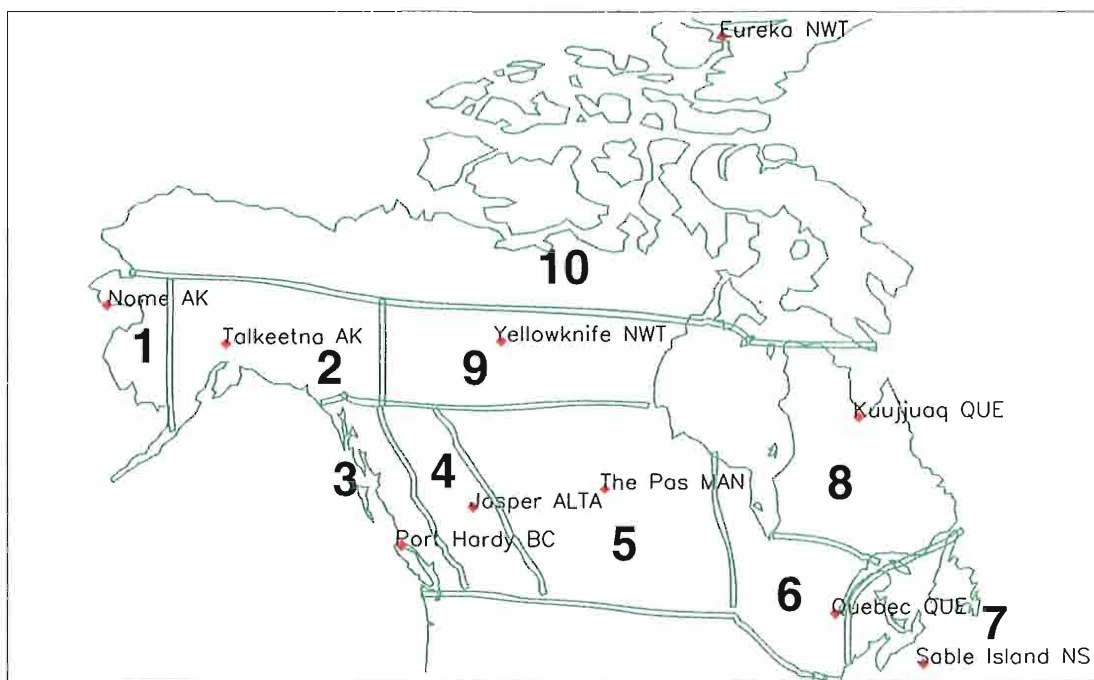 Eureka NWT
10
Nome AK
1
Talkeetna AK
2
Yellowknife NWT
9
Kuujjuaq QUE
3
4
Jasper ALTA
The Pas MAN
8
Port Hardy BC
5
6
Quebec QUE
7
Sable Island NS